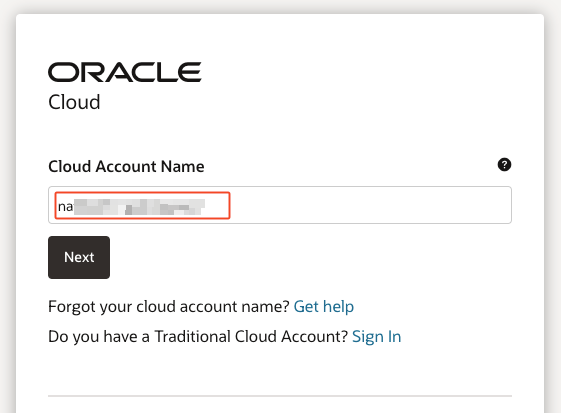 ORACLE
Cloud
Cloud Account Name
?
na
Next
Forgot your cloud account name? Get help
Do you have a Traditional Cloud Account? Sign In